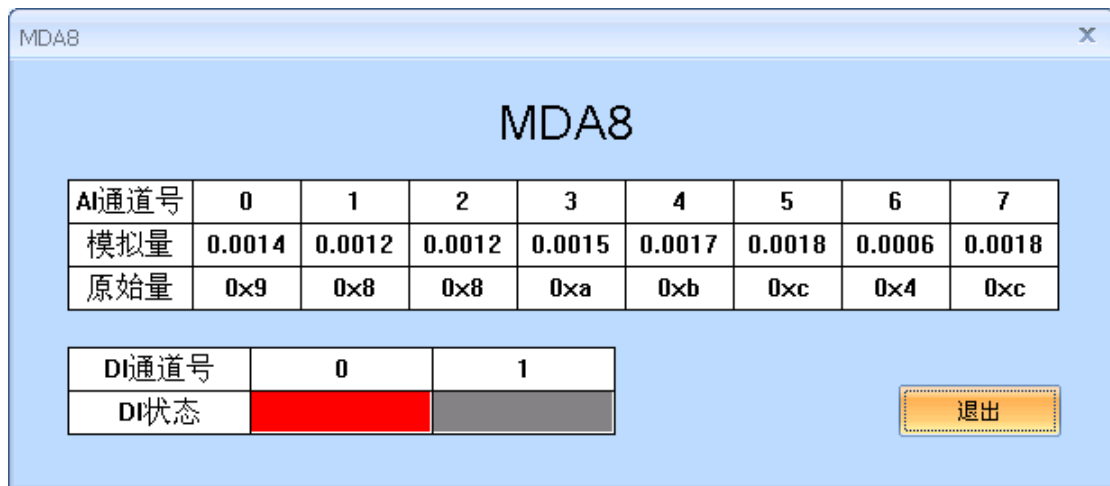 MDA8
MDA8
AI通道号 0 1 2 3 4 5 6 7
模拟量 0.0014 0.0012 0.0012 0.0015 0.0017 0.0018 0.0006 0.0018
原始量 0x9 0x8 0x8 0xa 0xb 0xc 0x4 0xc
DI通道号 0 1
DI状态
退出